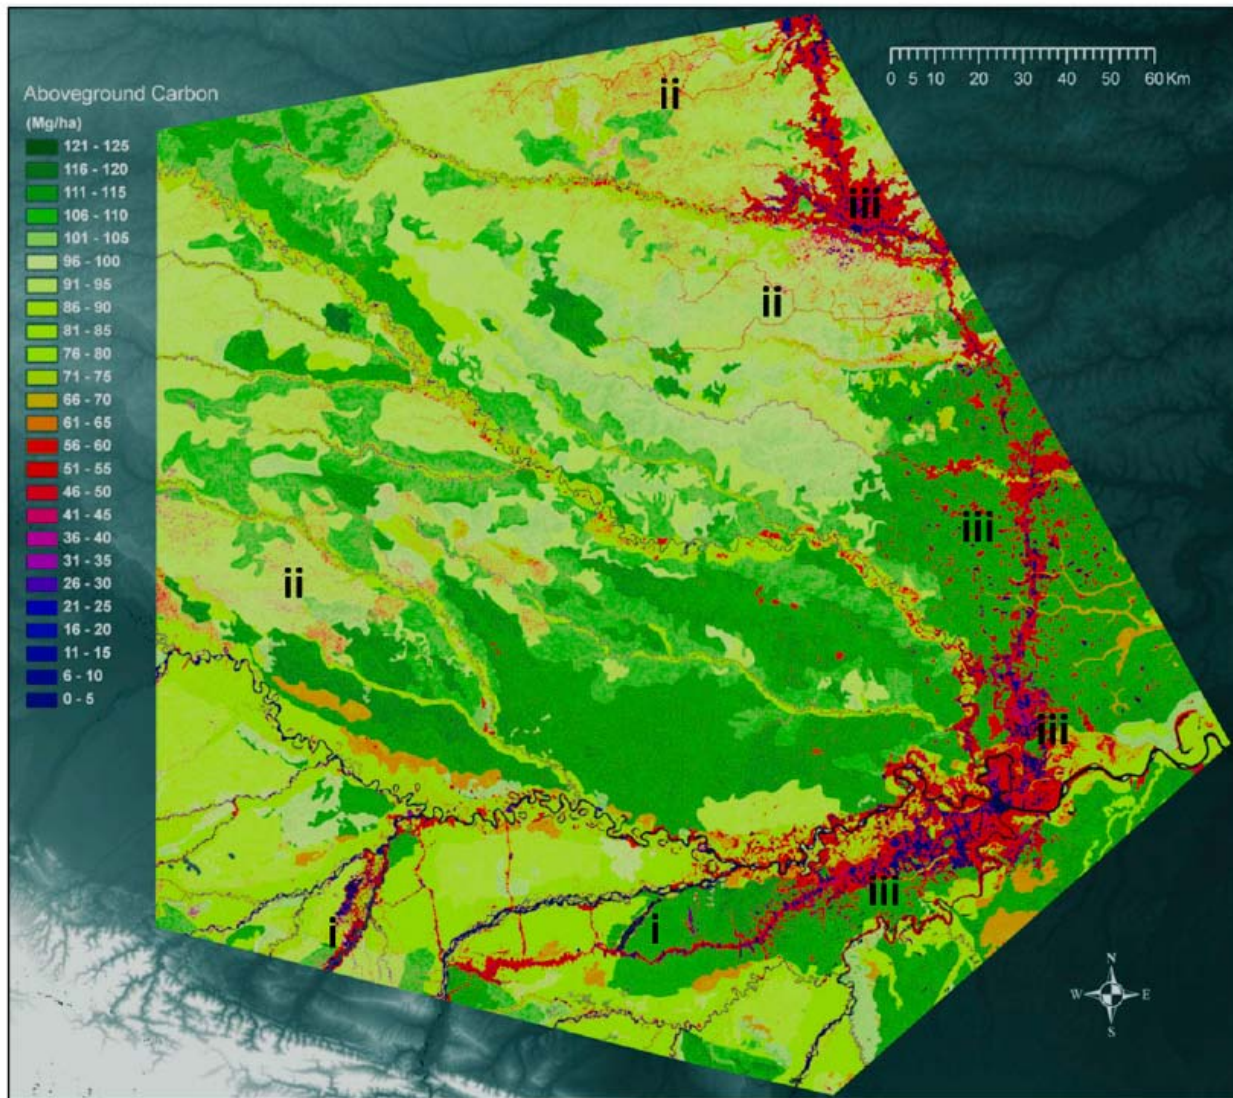 0 5 10 20 30 40 50 60 Km
Aboveground Carbon
(Mg/ha)
121 - 125
116 - 120
111 - 115
106 - 110
101 - 105
96 - 100
91 - 95
86 - 90
81 - 85
76 - 80
71 - 75
66 - 70
61 - 65
56 - 60
51 - 55
46 - 50
41 - 45
36 - 40
31 - 35
26 - 30
21 - 25
16 - 20
11 - 15
6 - 10
0 - 5
ii
iii
ii
iii
ii
iii
iii
i
i
N
W E
S